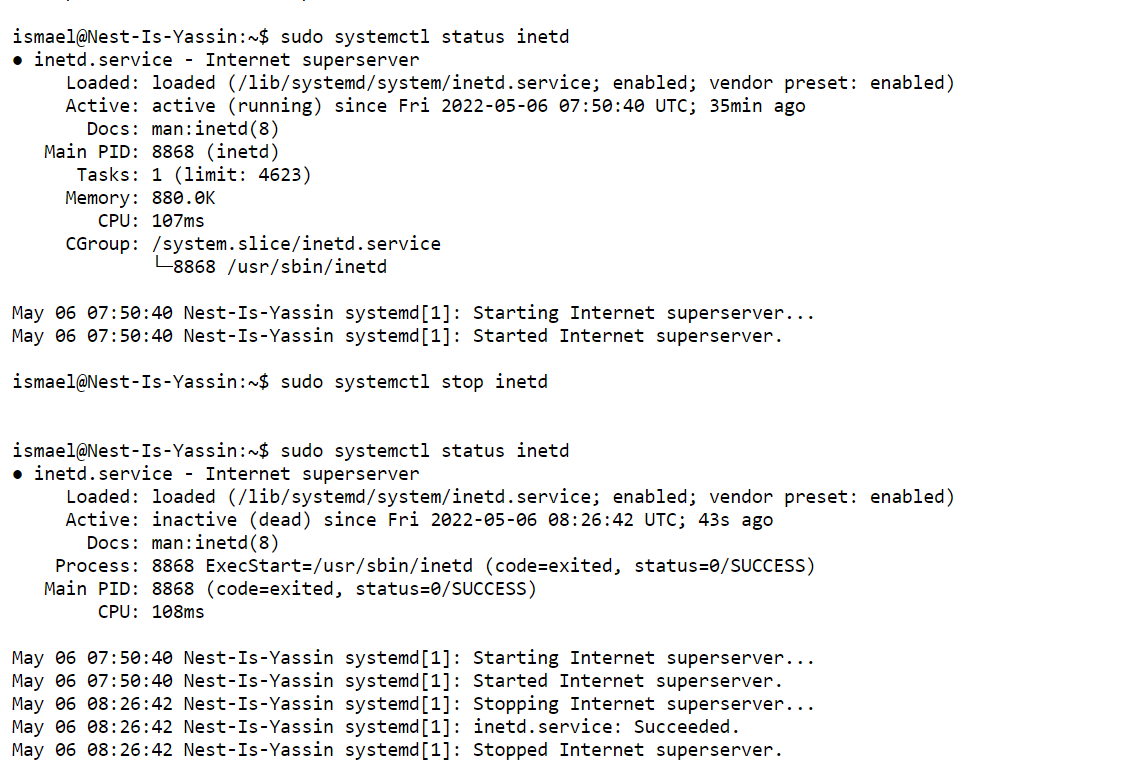 ismael@Nest-Is-Yassin:~$ sudo systemctl status inetd
● inetd.service - Internet superserver
     Loaded: loaded (/lib/systemd/system/inetd.service; enabled; vendor preset: enabled)
     Active: active (running) since Fri 2022-05-06 07:50:40 UTC; 35min ago
       Docs: man:inetd(8)
   Main PID: 8868 (inetd)
      Tasks: 1 (limit: 4623)
     Memory: 880.0K
        CPU: 107ms
     CGroup: /system.slice/inetd.service
             └─8868 /usr/sbin/inetd
May 06 07:50:40 Nest-Is-Yassin systemd[1]: Starting Internet superserver...
May 06 07:50:40 Nest-Is-Yassin systemd[1]: Started Internet superserver.
ismael@Nest-Is-Yassin:~$ sudo systemctl stop inetd
ismael@Nest-Is-Yassin:~$ sudo systemctl status inetd
● inetd.service - Internet superserver
     Loaded: loaded (/lib/systemd/system/inetd.service; enabled; vendor preset: enabled)
     Active: inactive (dead) since Fri 2022-05-06 08:26:42 UTC; 43s ago
       Docs: man:inetd(8)
    Process: 8868 ExecStart=/usr/sbin/inetd (code=exited, status=0/SUCCESS)
   Main PID: 8868 (code=exited, status=0/SUCCESS)
        CPU: 108ms
May 06 07:50:40 Nest-Is-Yassin systemd[1]: Starting Internet superserver...
May 06 07:50:40 Nest-Is-Yassin systemd[1]: Started Internet superserver.
May 06 08:26:42 Nest-Is-Yassin systemd[1]: Stopping Internet superserver...
May 06 08:26:42 Nest-Is-Yassin systemd[1]: inetd.service: Succeeded.
May 06 08:26:42 Nest-Is-Yassin systemd[1]: Stopped Internet superserver.